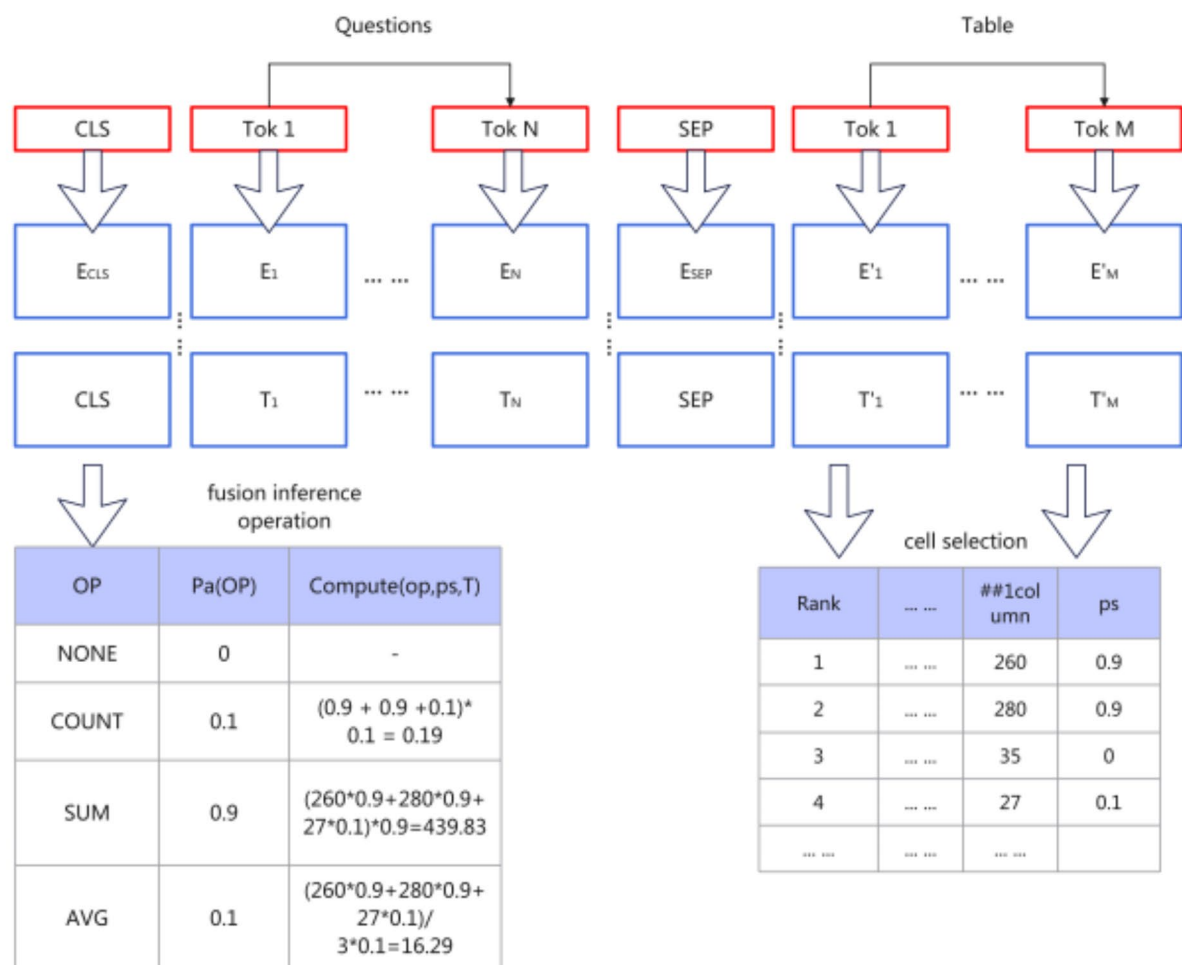 Questions
Table
CLS
Tok 1
Tok N
SEP
Tok 1
Tok M
ECLS
E1
... ...
EN
ESEP
E'1
... ...
E'M
CLS
T1
... ...
TN
SEP
T'1
... ...
T'M
fusion inference
operation
cell selection
OP
Pa(OP)
Compute(op,ps,T)
NONE
0
-
COUNT
0.1
(0.9 + 0.9 +0.1)*
0.1 = 0.19
SUM
0.9
(260*0.9+280*0.9+
27*0.1)*0.9=439.83
AVG
0.1
(260*0.9+280*0.9+
27*0.1)/
3*0.1=16.29
Rank
... ...
##1col
umn
ps
1
... ...
260
0.9
2
... ...
280
0.9
3
... ...
35
0
4
... ...
27
0.1
... ...
... ...
... ...